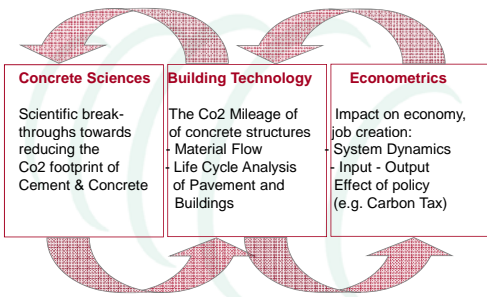 Concrete Sciences
Scientific break-
throughs towards
reducing the
Co2 footprint of
Cement & Concrete
Building Technology
The Co2 Mileage of
of concrete structures
- Material Flow
- Life Cycle Analysis
of Pavement and
Buildings
Econometrics
Impact on economy,
job creation:
- System Dynamics
- Input - Output
Effect of policy
(e.g. Carbon Tax)